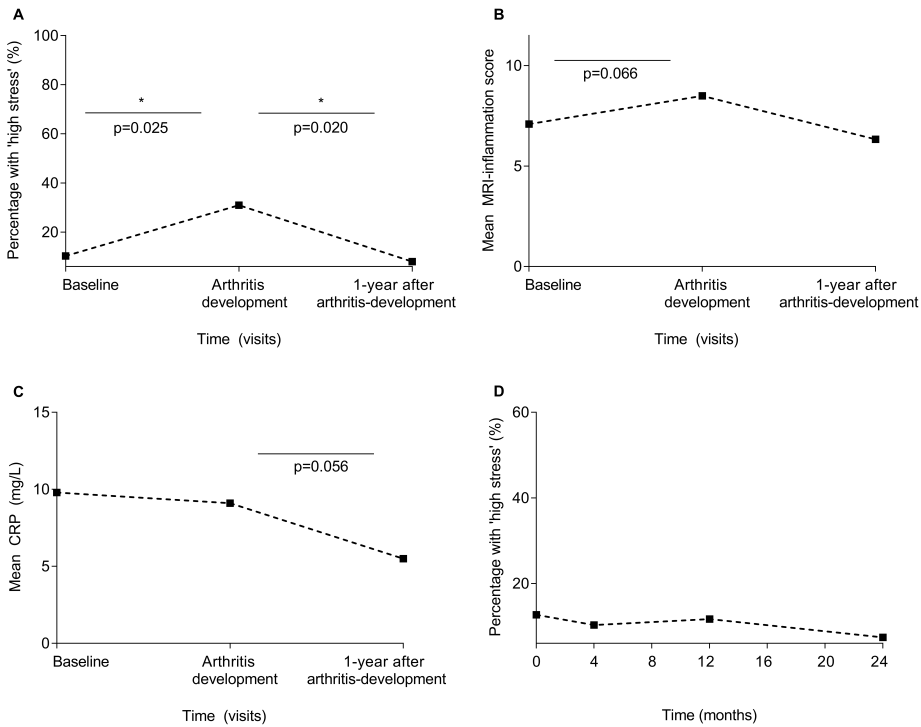 A
Percentage with 'high stress' (%)
100
80
60
40
20
*
p=0.025
*
p=0.020
Baseline
Arthritis
development
1-year after
arthritis-development
Time (visits)
B
Mean MRI-inflammation score
10
5
0
p=0.066
Baseline
Arthritis
development
1-year after
arthritis-development
Time (visits)
C
Mean CRP (mg/L)
15
10
5
0
p=0.056
Baseline
Arthritis
development
1-year after
arthritis-development
Time (visits)
D
Percentage with 'high stress' (%)
60
40
20
0 4 8 12 16 20 24
Time (months)